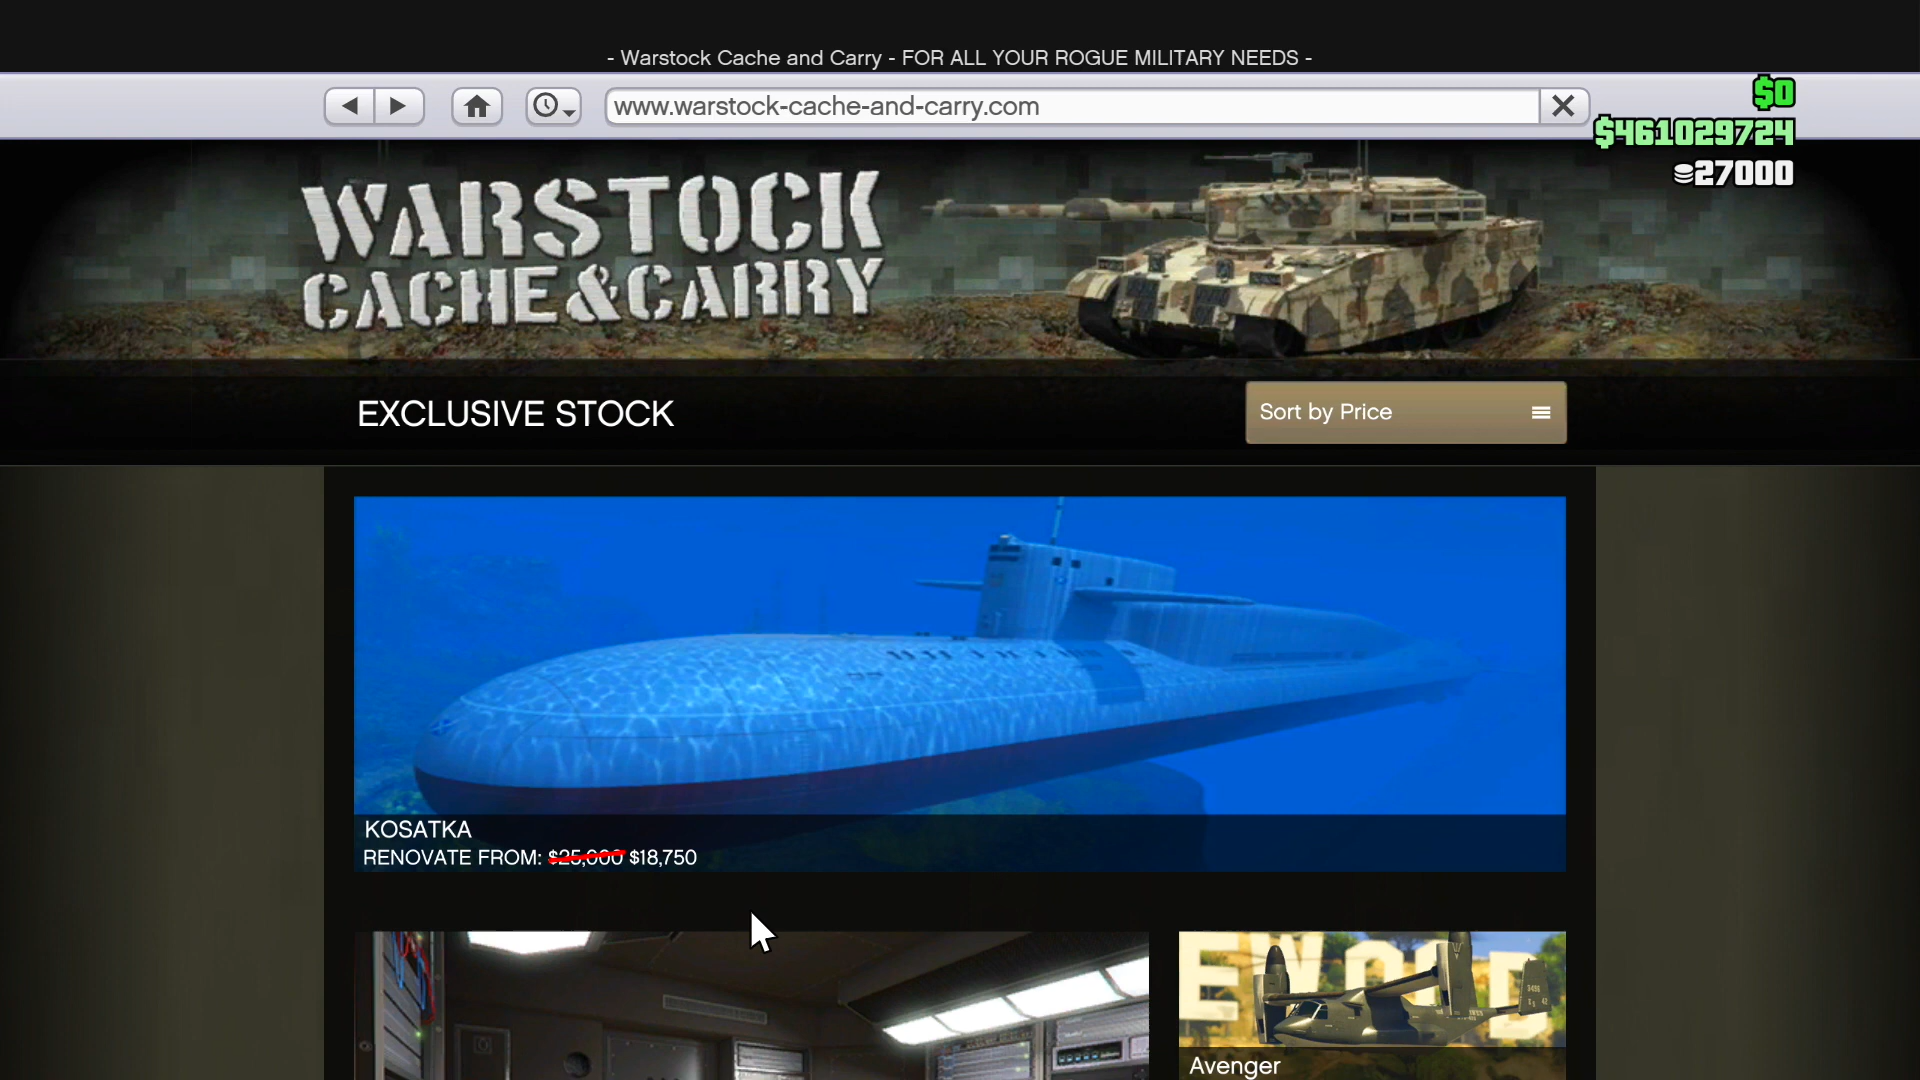 - Warstock Cache and Carry - FOR ALL YOUR ROGUE MILITARY NEEDS -
www.warstock-cache-and-carry.com
$0
$461029724
27000
WARSTOCK
CACHE & CARRY
EXCLUSIVE STOCK
Sort by Price
KOSATKA
RENOVATE FROM: $25,000 $18,750
Avenger